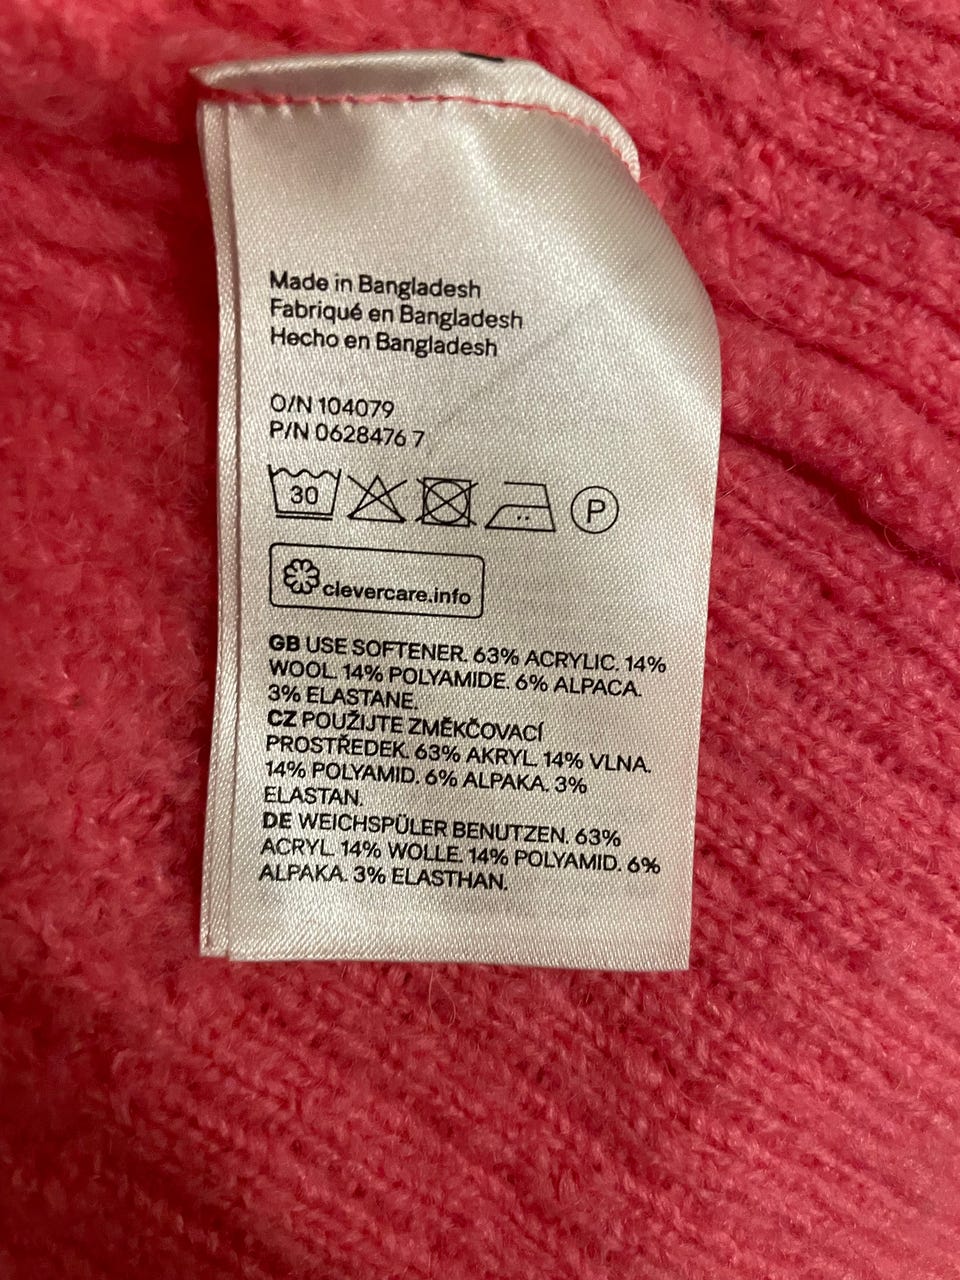 Made in Bangladesh
Fabriqué en Bangladesh
Hecho en Bangladesh
O/N 104079
P/N 0628476 7
30 P
clevercare.info
GB USE SOFTENER. 63% ACRYLIC. 14%
WOOL. 14% POLYAMIDE. 6% ALPACA.
3% ELASTANE.
CZ POUŽIJTE ZMĚKČOVACÍ
PROSTŘEDEK. 63% AKRYL. 14% VLNA.
14% POLYAMID. 6% ALPAKA. 3%
ELASTAN.
DE WEICHSPÜLER BENUTZEN. 63%
ACRYL. 14% WOLLE. 14% POLYAMID. 6%
ALPAKA. 3% ELASTHAN.